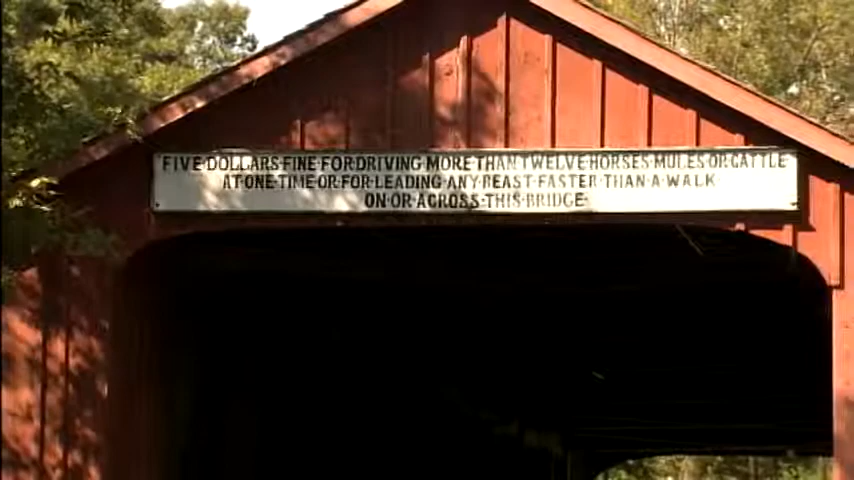 FIVE·DOLLARS·FINE·FOR·DRIVING·MORE·THAN·TWELVE·HORSES·MULES·OR·CATTLE
AT·ONE·TIME·OR·FOR·LEADING·ANY·BEAST·FASTER·THAN·A·WALK
ON·OR·ACROSS·THIS·BRIDGE·